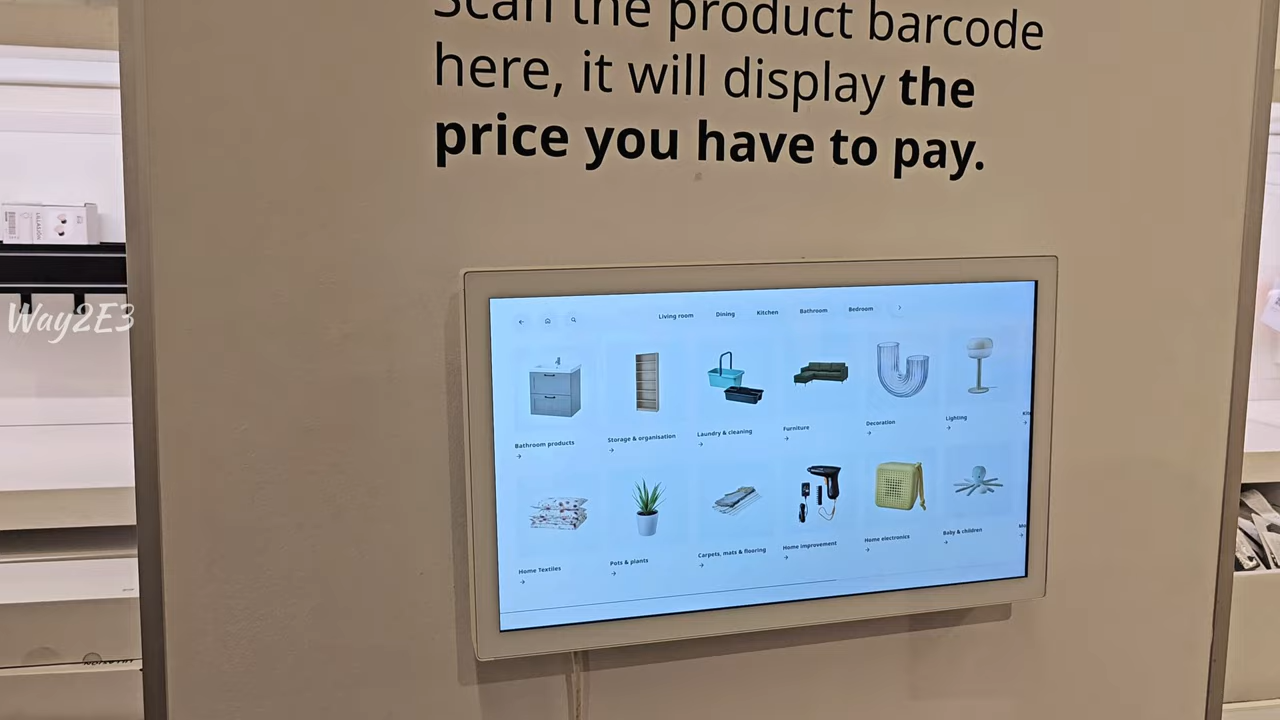 Scan the product barcode
here, it will display the
price you have to pay.
Way2E3
Living room Dining Kitchen Bathroom Bedroom
Bathroom products Storage & organisation Laundry & cleaning Furniture Decoration Lighting
Home Textiles Pots & plants Carpets, mats & flooring Home improvement Home electronics Baby & children